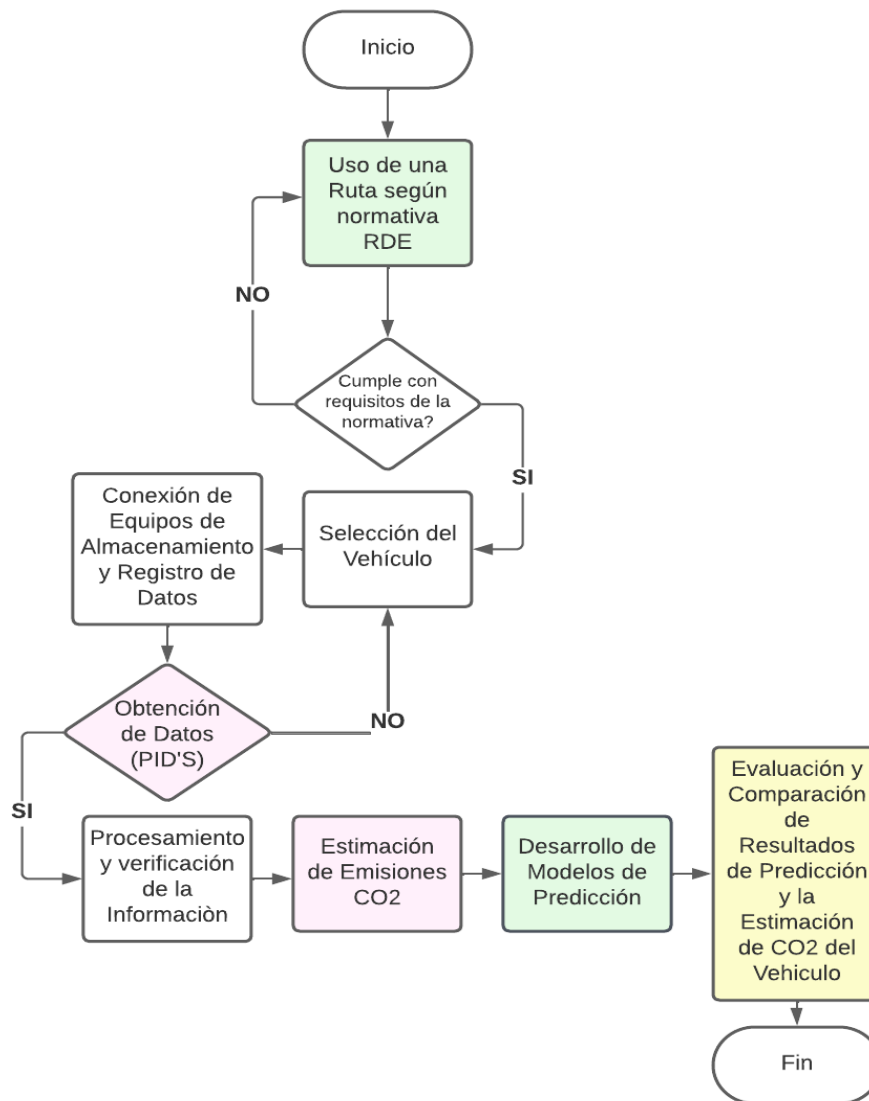 Inicio
Uso de una
Ruta según
normativa
RDE
NO
Cumple con
requisitos de la
normativa?
SI
Selección del
Vehículo
Conexión de
Equipos de
Almacenamiento
y Registro de
Datos
Obtención
de Datos
(PID'S)
NO
SI
Procesamiento
y verificación
de la
Informaciòn
Estimación
de Emisiones
CO2
Desarrollo de
Modelos de
Predicción
Evaluación y
Comparación
de
Resultados
de Predicción
y la
Estimación
de CO2 del
Vehiculo
Fin